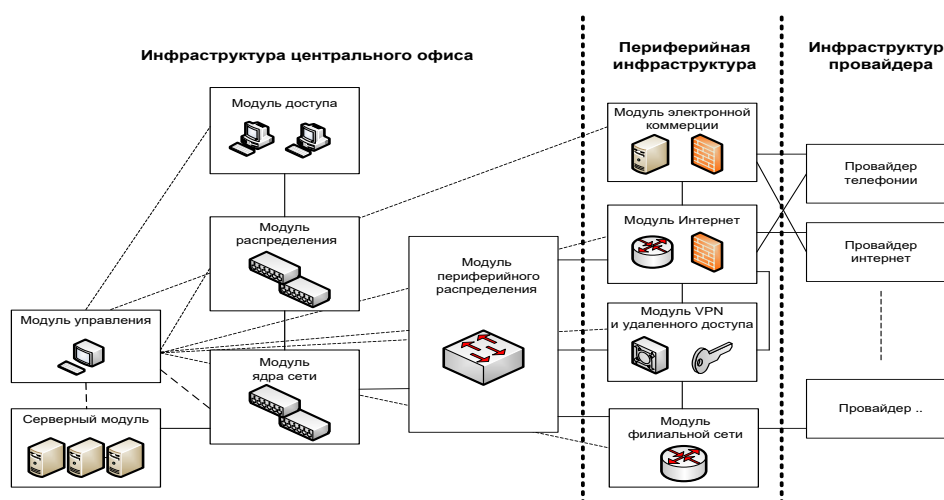 Инфраструктура центрального офиса
Периферийная
инфраструктура
Инфраструктур
провайдера
Модуль доступа
Модуль
распределения
Модуль управления
Модуль
ядра сети
Серверный модуль
Модуль
периферийного
распределения
Модуль электронной
коммерции
Модуль Интернет
Модуль VPN
и удаленного доступа
Модуль
филиальной сети
Провайдер
телефонии
Провайдер
интернет
Провайдер ..